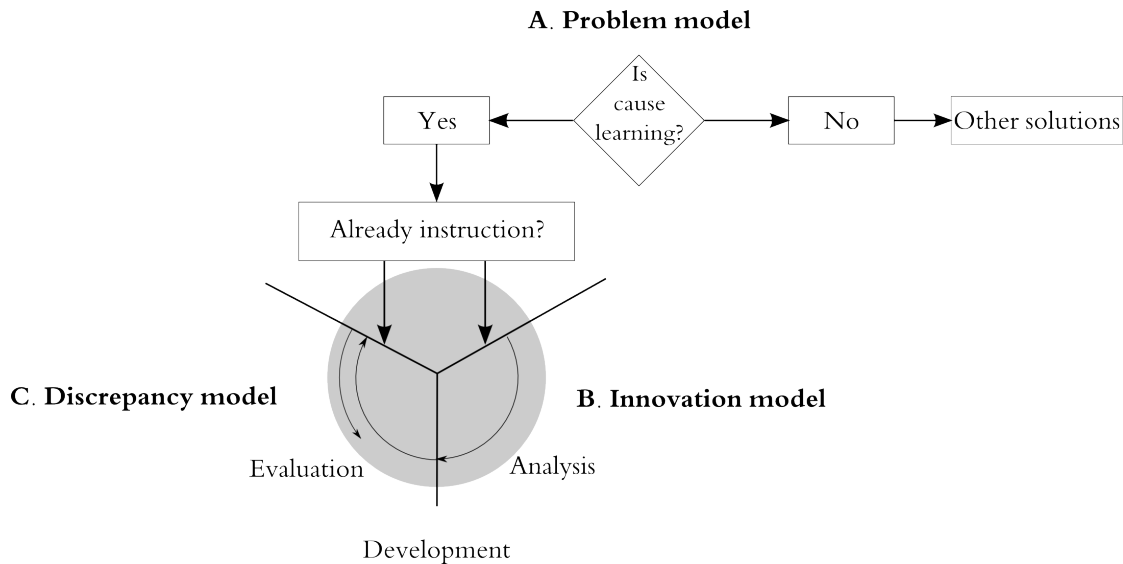 A. Problem model
Is
cause
learning?
Yes
No
Other solutions
Already instruction?
C. Discrepancy model
B. Innovation model
Evaluation
Analysis
Development